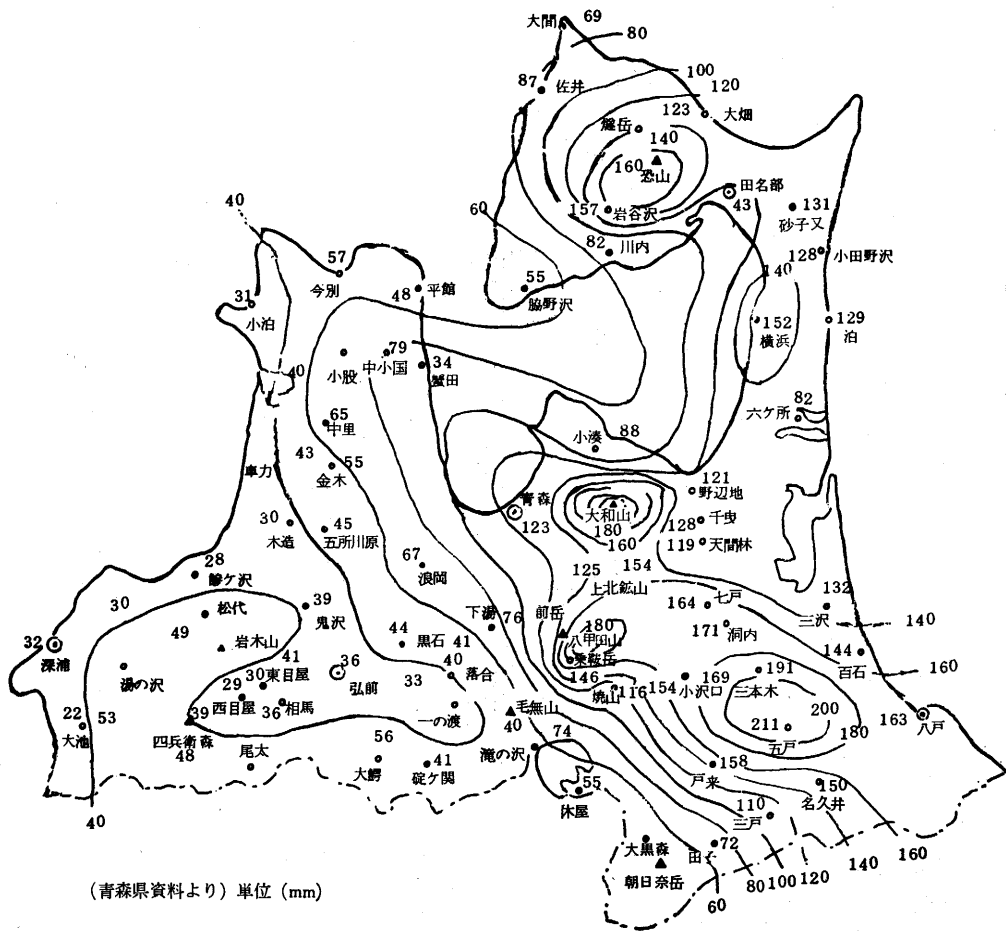 大間 69
80
100
120
87 佐井
123 大畑
燧岳
140
160
恐山
田名部
43
131
砂子又
157 岩谷沢
60
40
82 川内
128 小田野沢
57
今別
140
55
脇野沢
48 平館
31
小泊
152
横浜
129
泊
79
小股 中小国
34
蟹田
40
82
六ケ所
65
中里
88
小湊
43
車力
55
金木
121
野辺地
青森
123
大和山
180
160
128 千曳
119 天間林
30
木造
45
五所川原
67
浪岡
125
154
上北鉱山
28
鰺ケ沢
30
松代
49
39
鬼沢
下湯 76
前岳
180
八甲田山
164 七戸
171 洞内
132
三沢
140
32
深浦
岩木山
44 黒石 41
乗鞍岳
144
百石
160
湯の沢
41
30 東目屋
36
弘前
33
40
落合
146
焼山 116
154 小沢口
169
191
三本木
29
西目屋
36 相馬
39
四兵衛森
一の渡
毛無山
40
200
211
五戸
180
163
八戸
22
大池
53
48
尾太
56
大鰐
41
碇ケ関
滝の沢
74
158
戸来
55
休屋
150
名久井
110
三戸
40
72
田子
大黒森
朝日奈岳
60
80
100
120
140
160
(青森県資料より)単位(mm)